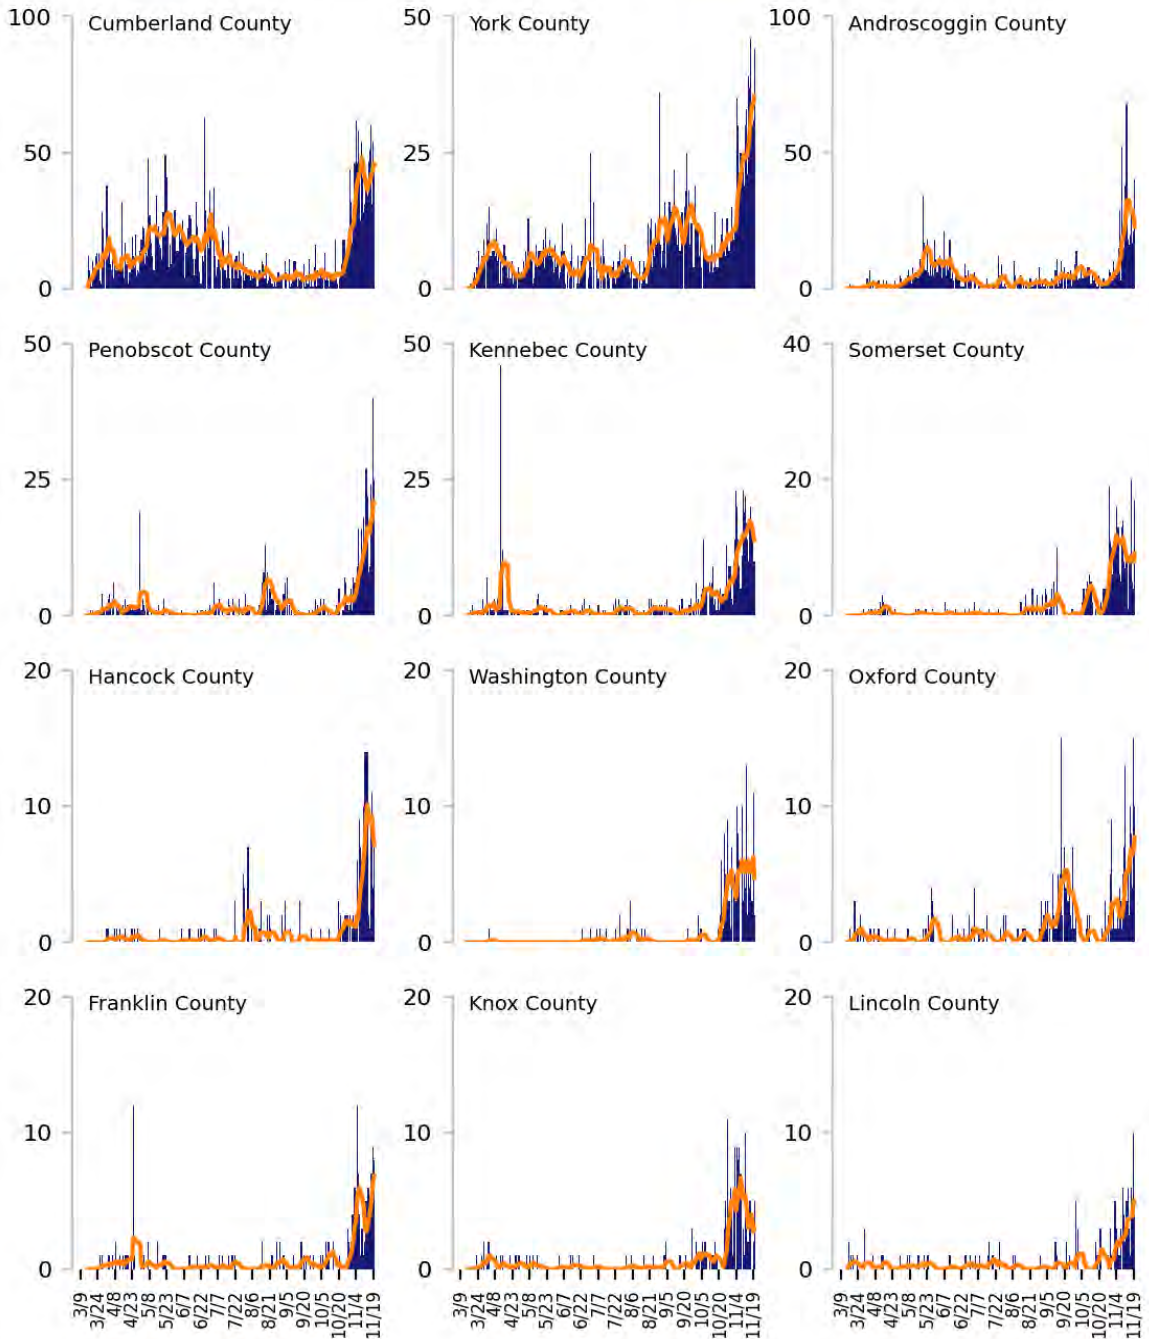 100 Cumberland County 50 York County 100 Androscoggin County
50 25 50
0 0 0
50 Penobscot County 50 Kennebec County 40 Somerset County
25 25 20
0 0 0
20 Hancock County 20 Washington County 20 Oxford County
10 10 10
0 0 0
20 Franklin County 20 Knox County 20 Lincoln County
10 10 10
0 0 0
3/9 3/24 4/8 4/23 5/8 5/23 6/7 6/22 7/7 7/22 8/6 8/21 9/5 9/20 10/5 10/20 11/4 11/19 3/9 3/24 4/8 4/23 5/8 5/23 6/7 6/22 7/7 7/22 8/6 8/21 9/5 9/20 10/5 10/20 11/4 11/19 3/9 3/24 4/8 4/23 5/8 5/23 6/7 6/22 7/7 7/22 8/6 8/21 9/5 9/20 10/5 10/20 11/4 11/19